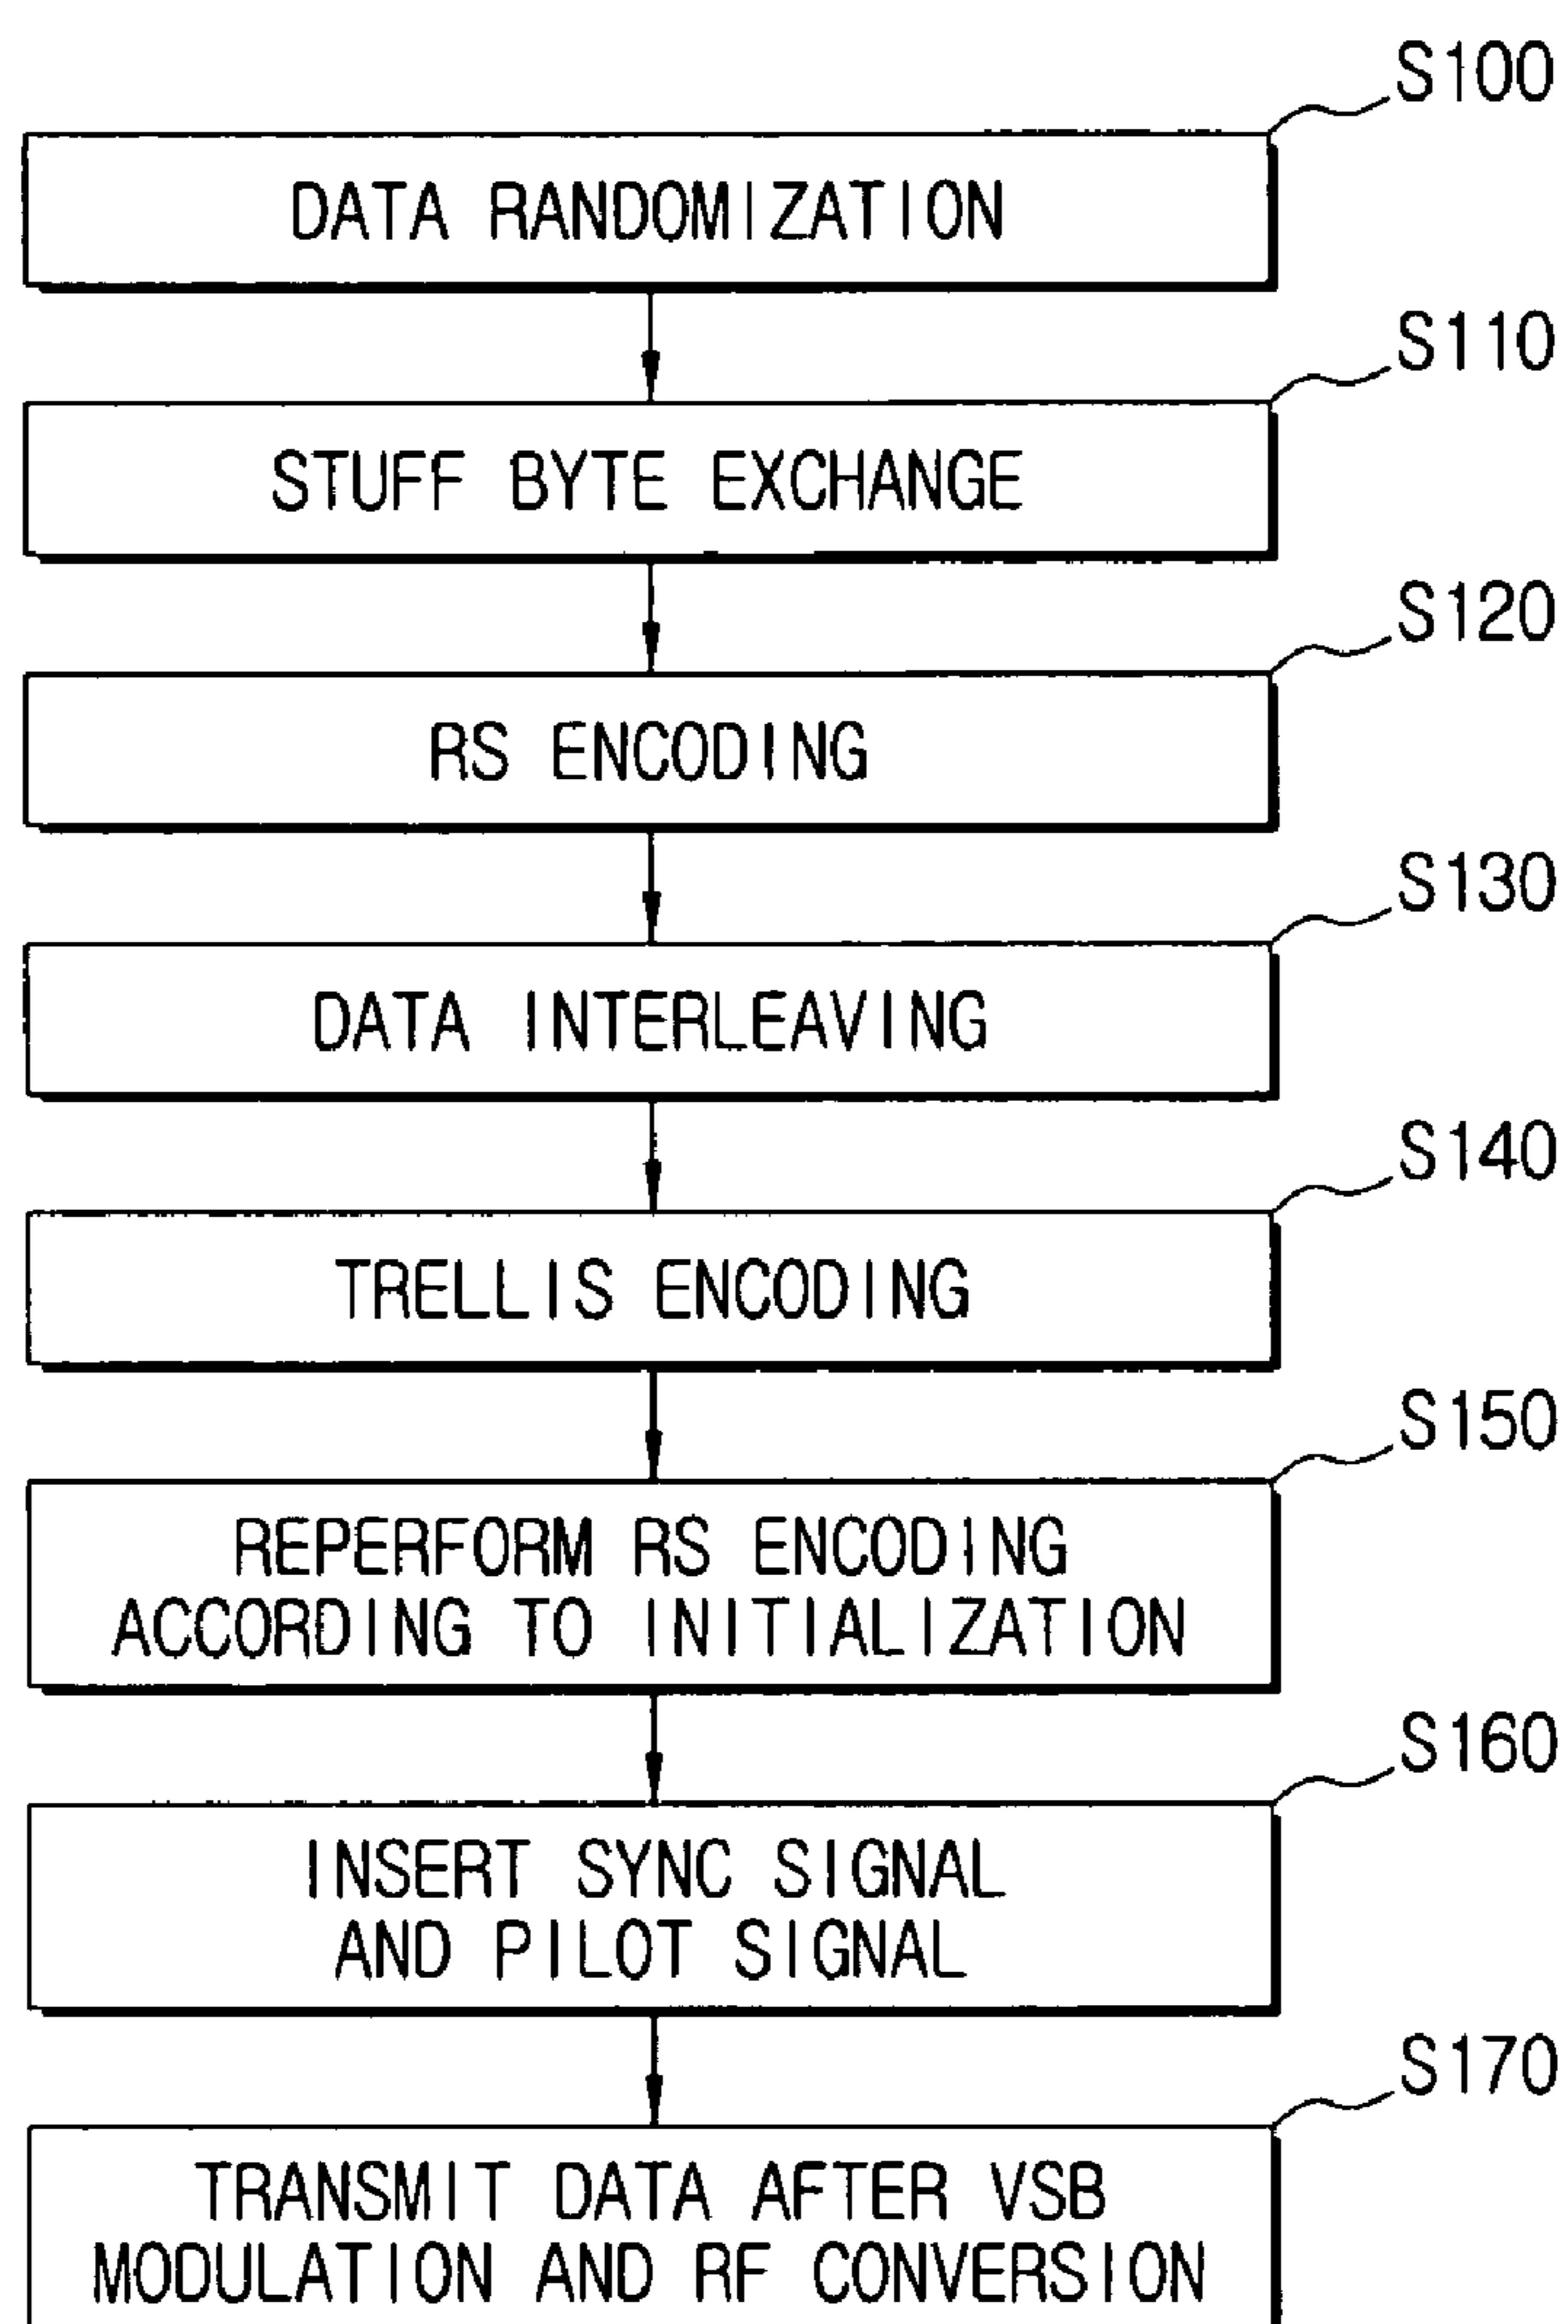 S100
DATA RANDOMIZATION
S110
STUFF BYTE EXCHANGE
S120
RS ENCODING
S130
DATA INTERLEAVING
S140
TRELLIS ENCODING
S150
REPERFORM RS ENCODING
ACCORDING TO INITIALIZATION
S160
INSERT SYNC SIGNAL
AND PILOT SIGNAL
S170
TRANSMIT DATA AFTER VSB
MODULATION AND RF CONVERSION